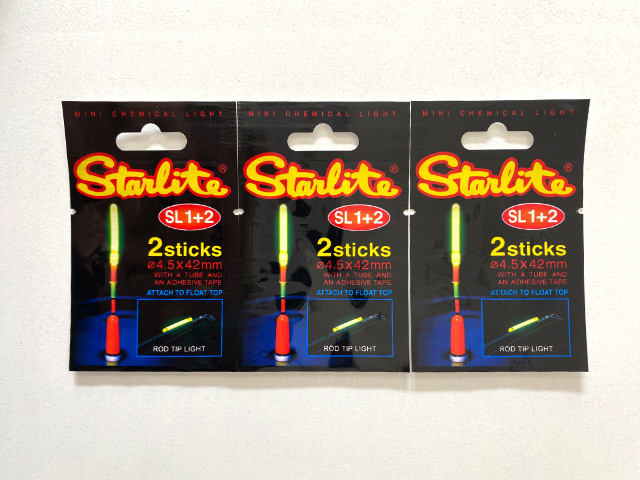 MINI CHEMICAL LIGHT
Starlite®
SL1+2
2sticks
ø4.5X42mm
WITH A TUBE AND
AN ADHESIVE TAPE
ATTACH TO FLOAT TOP
ROD TIP LIGHT
MINI CHEMICAL LIGHT
Starlite®
SL1+2
2sticks
ø4.5X42mm
WITH A TUBE AND
AN ADHESIVE TAPE
ATTACH TO FLOAT TOP
ROD TIP LIGHT
MINI CHEMICAL LIGHT
Starlite®
SL1+2
2sticks
ø4.5X42mm
WITH A TUBE AND
AN ADHESIVE TAPE
ATTACH TO FLOAT TOP
ROD TIP LIGHT